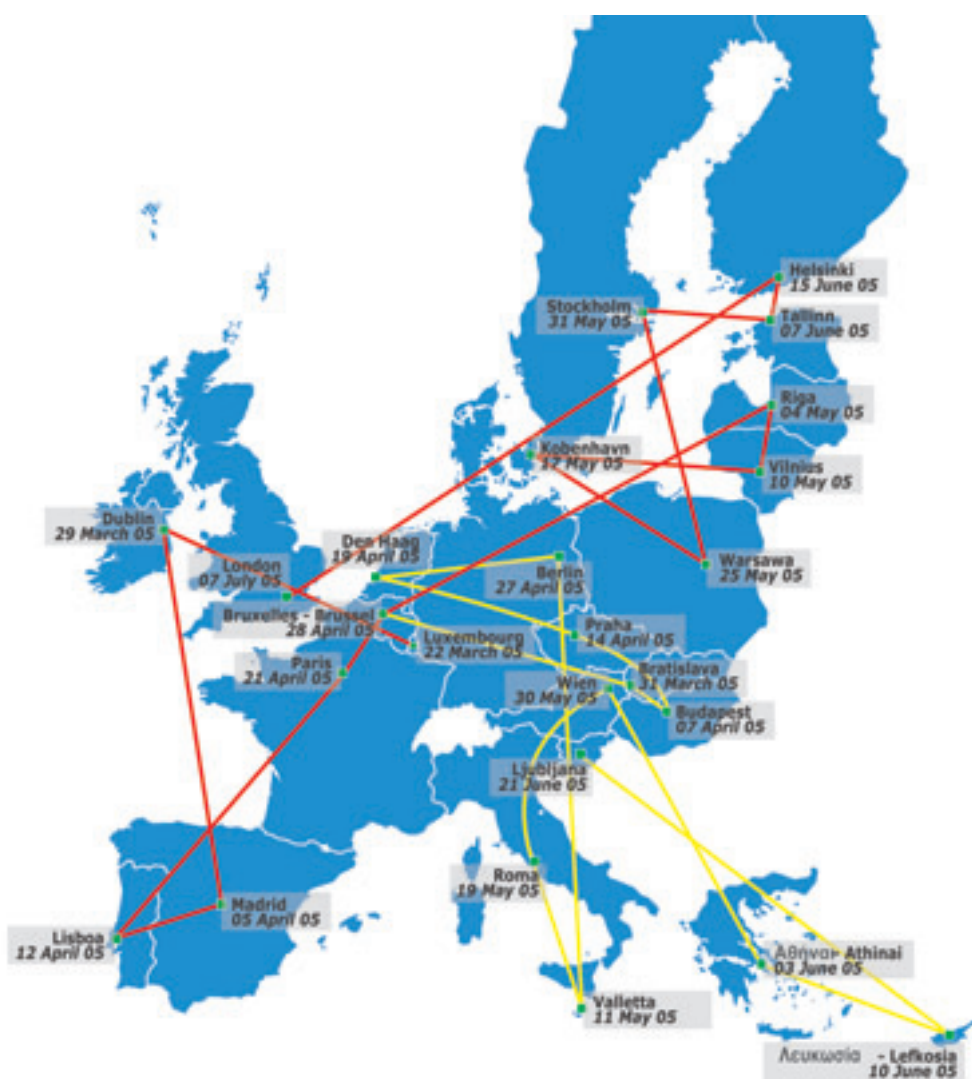 Helsinki
15 June 05
Stockholm
31 May 05
Tallinn
07 June 05
Riga
04 May 05
Kobenhavn
17 May 05
Vilnius
10 May 05
Dublin
29 March 05
Den Haag
19 April 05
London
07 July 05
Berlin
27 April 05
Warsawa
25 May 05
Bruxelles - Brussel
28 April 05
Praha
14 April 05
Luxembourg
22 March 05
Paris
21 April 05
Bratislava
31 March 05
Wien
30 May 05
Budapest
07 April 05
Ljubljana
21 June 05
Roma
19 May 05
Madrid
05 April 05
Lisboa
12 April 05
Αθήναι- Athinai
03 June 05
Valletta
11 May 05
Λευκωσία - Lefkosia
10 June 05